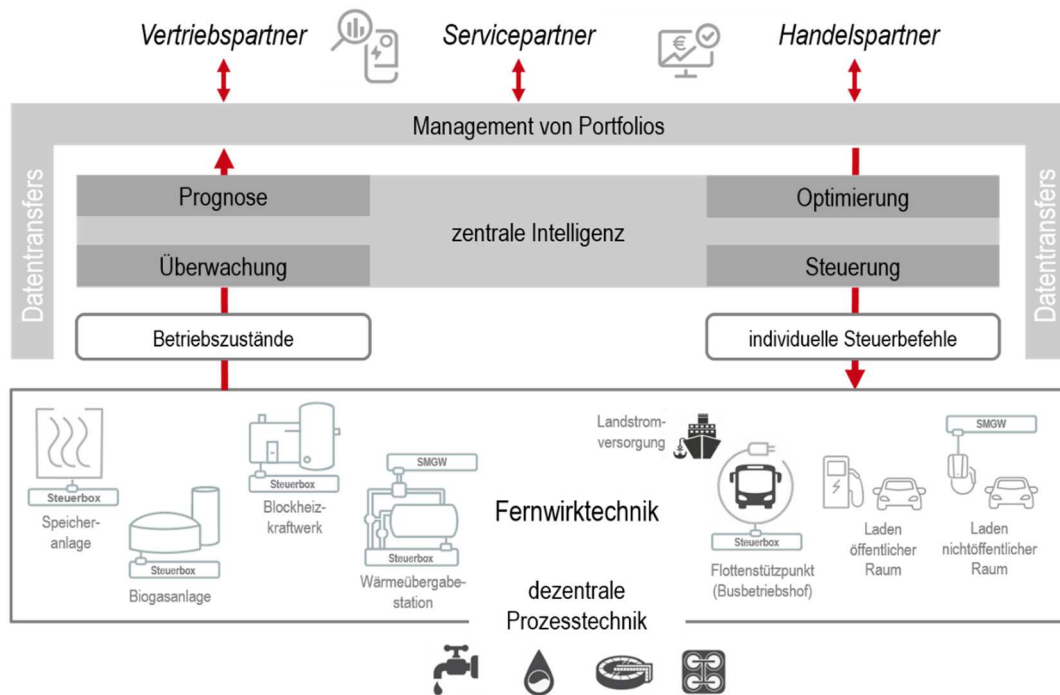 Vertriebspartner
Servicepartner
Handelspartner
€
Management von Portfolios
Datentransfers
Datentransfers
Prognose
Optimierung
zentrale Intelligenz
Überwachung
Steuerung
Betriebszustände
individuelle Steuerbefehle
Steuerbox
Speicher-
anlage
Steuerbox
Biogasanlage
Steuerbox
Blockheiz-
kraftwerk
SMGW
Steuerbox
Wärmeübergabe-
station
Fernwirktechnik
dezentrale
Prozesstechnik
Landstrom-
versorgung
Steuerbox
Flottenstützpunkt
(Busbetriebshof)
Laden
öffentlicher
Raum
SMGW
Laden
nichtöffentlicher
Raum